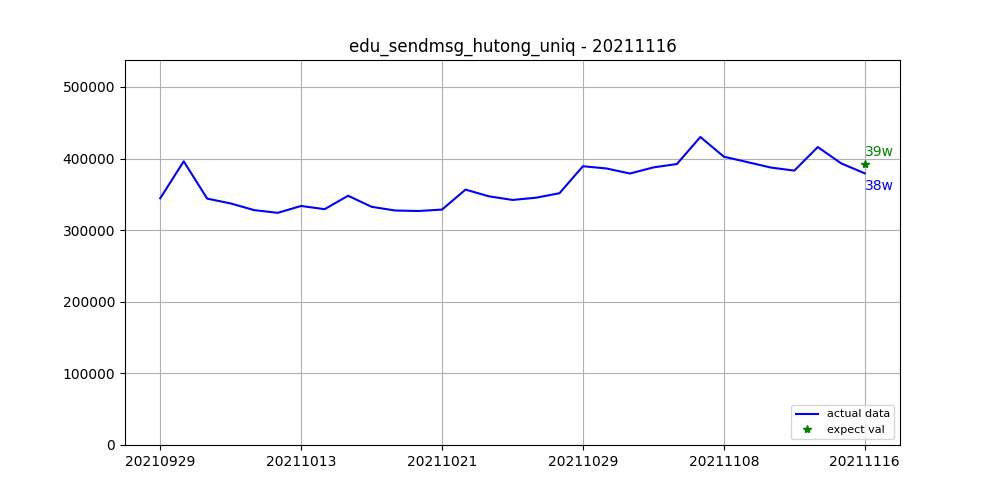 edu_sendmsg_hutong_uniq - 20211116
500000
400000
300000
200000
100000
0
39w
38w
actual data
expect val
20210929 20211013 20211021 20211029 20211108 20211116